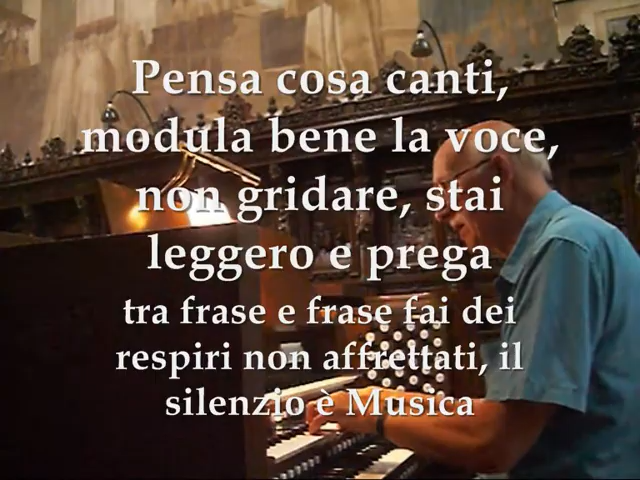 Pensa cosa canti,
modula bene la voce,
non gridare, stai
leggero e prega
tra frase e frase fai dei
respiri non affrettati, il
silenzio è Musica